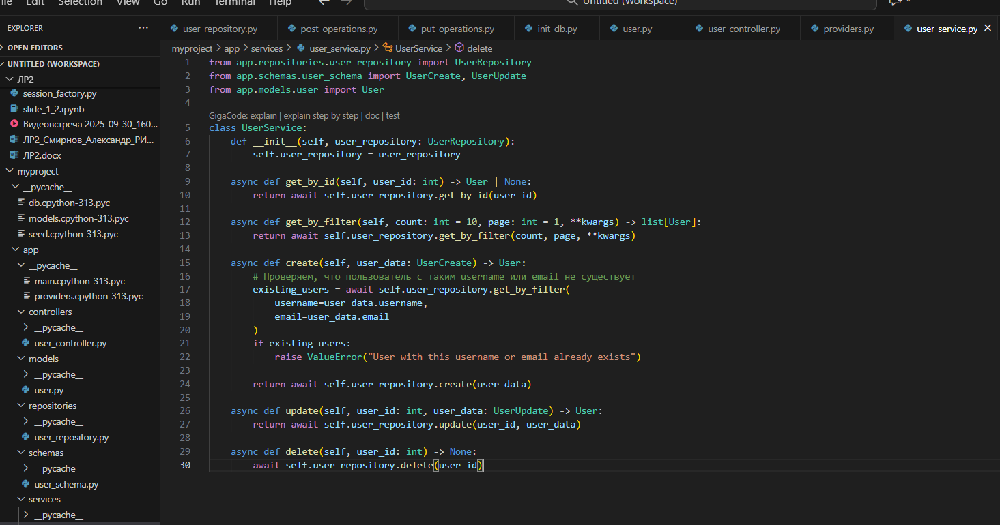 File Edit Selection View Go Run Terminal Help
Untitled (Workspace)
EXPLORER
OPEN EDITORS
UNTITLED (WORKSPACE)
ЛР2
session_factory.py
slide_1_2.ipynb
Видеовстреча 2025-09-30_160...
ЛР2_Смирнов_Александр_РИ...
ЛР2.docx
myproject
__pycache__
db.cpython-313.pyc
models.cpython-313.pyc
seed.cpython-313.pyc
app
__pycache__
main.cpython-313.pyc
providers.cpython-313.pyc
controllers
__pycache__
user_controller.py
models
__pycache__
user.py
repositories
__pycache__
user_repository.py
schemas
__pycache__
user_schema.py
services
__pycache__
user_repository.py post_operations.py put_operations.py init_db.py user.py user_controller.py providers.py user_service.py
myproject > app > services > user_service.py > UserService > delete
1 from app.repositories.user_repository import UserRepository
2 from app.schemas.user_schema import UserCreate, UserUpdate
3 from app.models.user import User
4
GigaCode: explain | explain step by step | doc | test
5 class UserService:
6 def __init__(self, user_repository: UserRepository):
7 self.user_repository = user_repository
8
9 async def get_by_id(self, user_id: int) -> User | None:
10 return await self.user_repository.get_by_id(user_id)
11
12 async def get_by_filter(self, count: int = 10, page: int = 1, **kwargs) -> list[User]:
13 return await self.user_repository.get_by_filter(count, page, **kwargs)
14
15 async def create(self, user_data: UserCreate) -> User:
16 # Проверяем, что пользователь с таким username или email не существует
17 existing_users = await self.user_repository.get_by_filter(
18 username=user_data.username,
19 email=user_data.email
20 )
21 if existing_users:
22 raise ValueError("User with this username or email already exists")
23
24 return await self.user_repository.create(user_data)
25
26 async def update(self, user_id: int, user_data: UserUpdate) -> User:
27 return await self.user_repository.update(user_id, user_data)
28
29 async def delete(self, user_id: int) -> None:
30 await self.user_repository.delete(user_id)